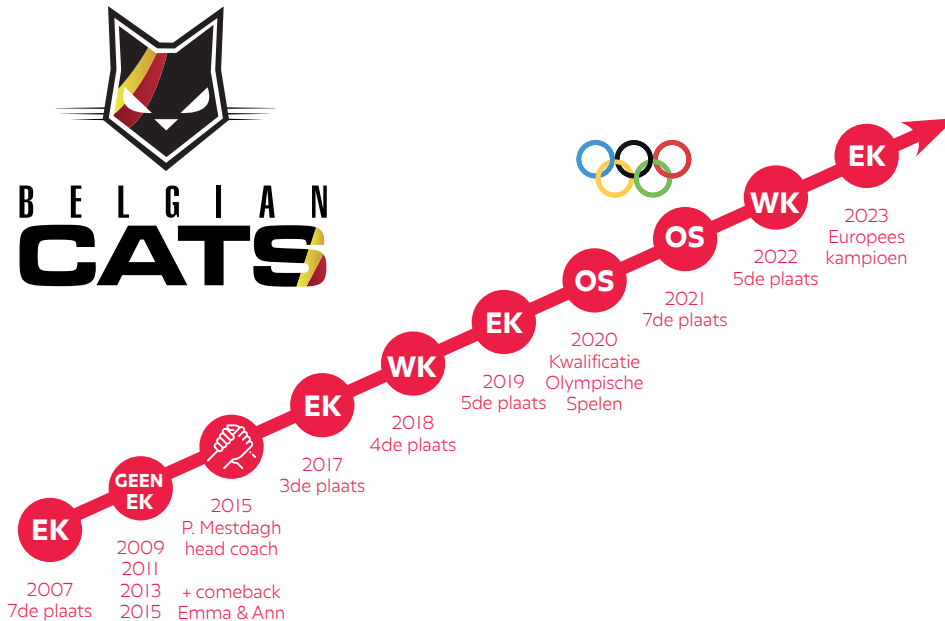 BELGIAN
CATS
EK
2007
7de plaats
GEEN
EK
2009
2011
2013
2015
2015
P. Mestdagh
head coach
+ comeback
Emma & Ann
EK
2017
3de plaats
WK
2018
4de plaats
EK
2019
5de plaats
OS
2020
Kwalificatie
Olympische
Spelen
OS
2021
7de plaats
WK
2022
5de plaats
EK
2023
Europees
kampioen